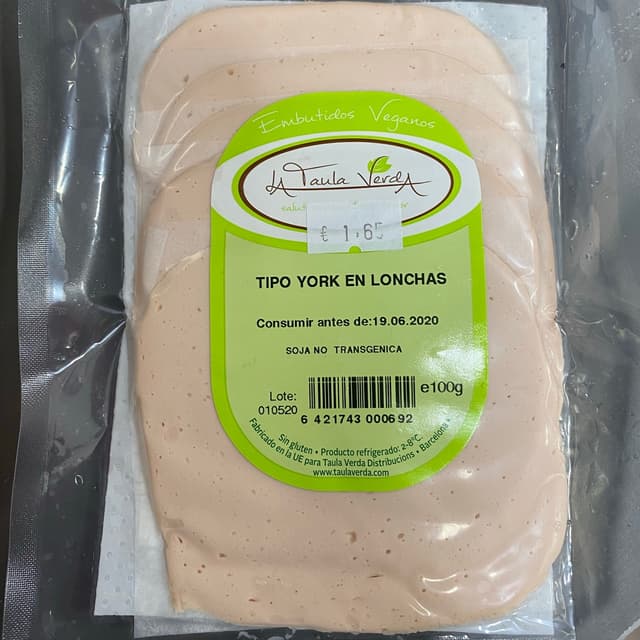 Embutidos Veganos
LA Taula VerdA
€ 1,65
TIPO YORK EN LONCHAS
Consumir antes de:19.06.2020
SOJA NO TRANSGENICA
Lote:
010520
e100g
6 421743 000692
Sin gluten • Producto refrigerado: 2-8ºC.
Fabricado en la UE para Taula Verda Distribucions • Barcelona •
www.taulaverda.com